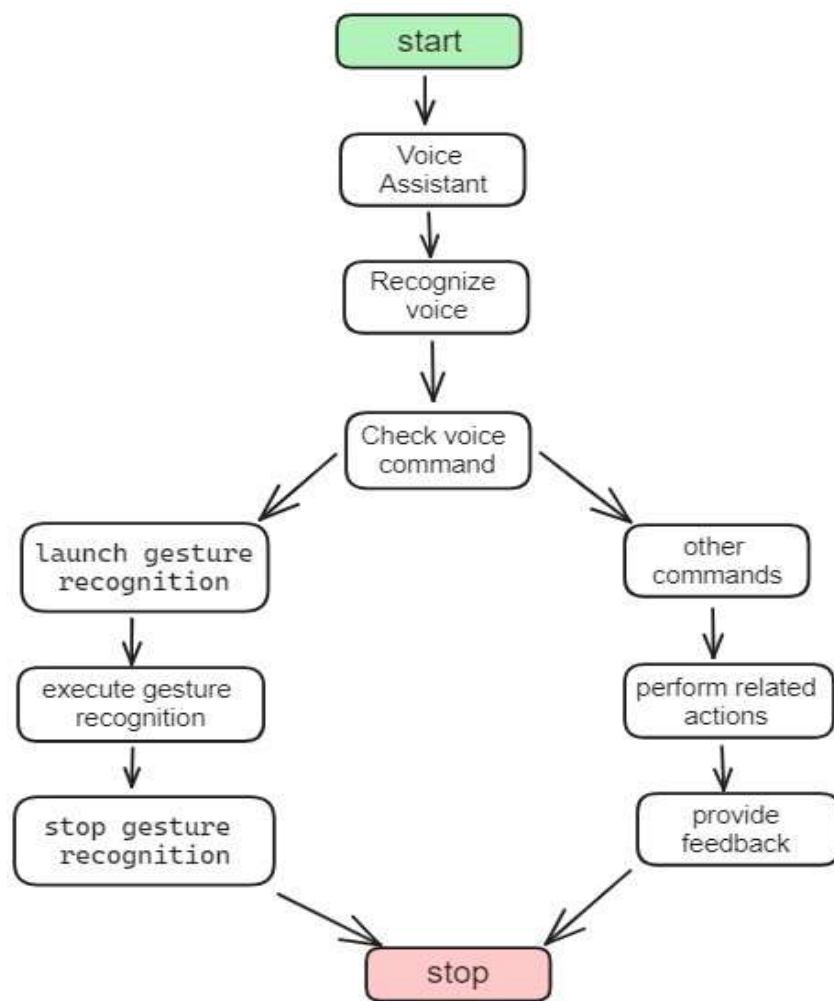 start
Voice
Assistant
Recognize
voice
Check voice
command
launch gesture
recognition
execute gesture
recognition
stop gesture
recognition
other
commands
perform related
actions
provide
feedback
stop